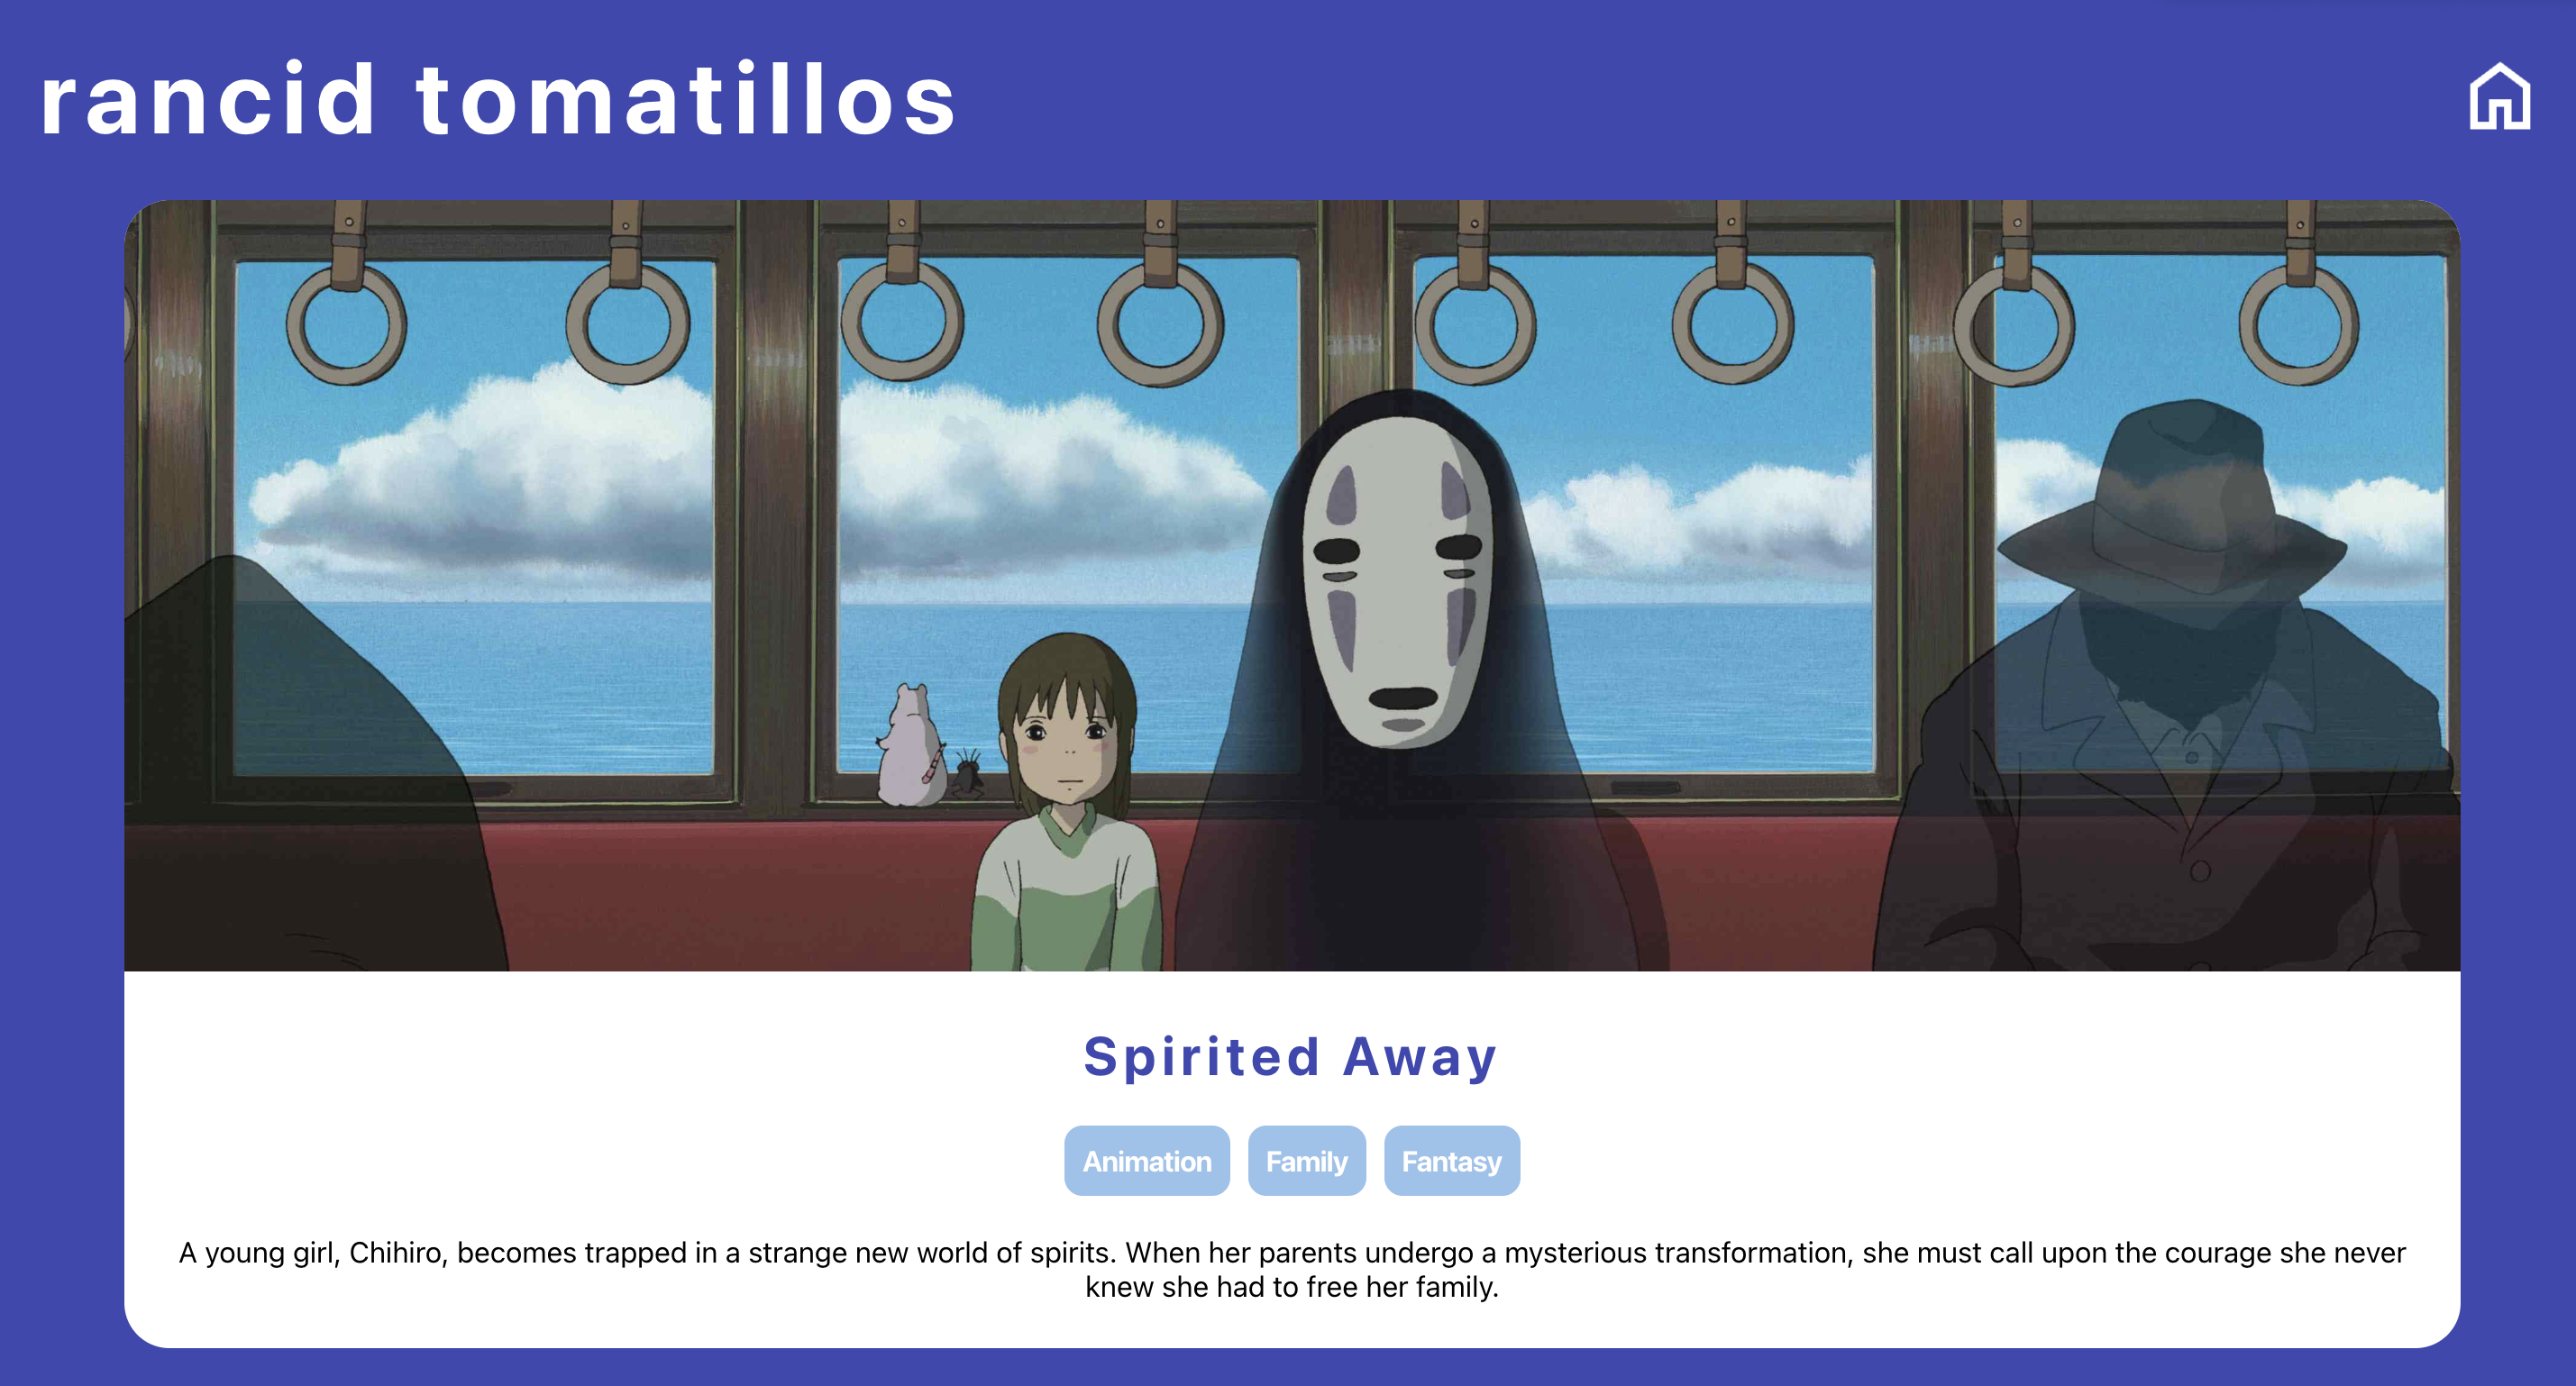 rancid tomatillos
Spirited Away
Animation Family Fantasy
A young girl, Chihiro, becomes trapped in a strange new world of spirits. When her parents undergo a mysterious transformation, she must call upon the courage she never
knew she had to free her family.